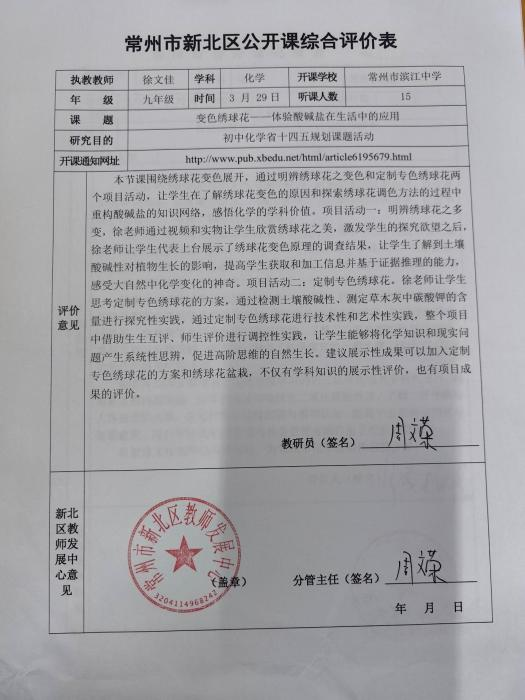 常州市新北区公开课综合评价表
执教教师 徐文佳 学科 化学 开课学校 常州市滨江中学
年 级 九年级 时间 3 月 29日 听课人数 15
课 题 变色绣球花——体验酸碱盐在生活中的应用
研究目的 初中化学省十四五规划课题活动
开课通知网址 http://www.pub.xbedu.net/html/article6195679.html
本节课围绕绣球花变色展开，通过明辨绣球花之变色和定制专色绣球花两
个项目活动，让学生在了解绣球花变色的原因和探索绣球花调色方法的过程中
重构酸碱盐的知识网络，感悟化学的学科价值。项目活动一：明辨绣球花之多
变，徐老师通过视频和实物让学生欣赏绣球花之美，激发学生的探究欲望之后，
徐老师让学生代表上台展示了绣球花变色原理的调查结果，让学生了解到土壤
酸碱性对植物生长的影响，提高学生获取和加工信息并基于证据推理的能力，
感受大自然中化学变化的神奇。项目活动二：定制专色绣球花。徐老师让学生
思考定制专色绣球花的方案，通过检测土壤酸碱性、测定草木灰中碳酸钾的含
量进行探究性实践，通过定制专色绣球花进行技术性和艺术性实践，整个项目
中借助生生互评、师生评价进行调控性实践，让学生能够将化学知识和现实问
题产生系统性思辨，促进高阶思维的自然生长。建议展示性成果可以加入定制
专色绣球花的方案和绣球花盆栽，不仅有学科知识的展示性评价，也有项目成
果的评价。
评价
意见
教研员（签名） 周文荣
新北
区教
师发
展中
心意
见
常州市新北区教师发展中心
3204114968242
（盖章） 分管主任（签名） 周文荣
年 月 日